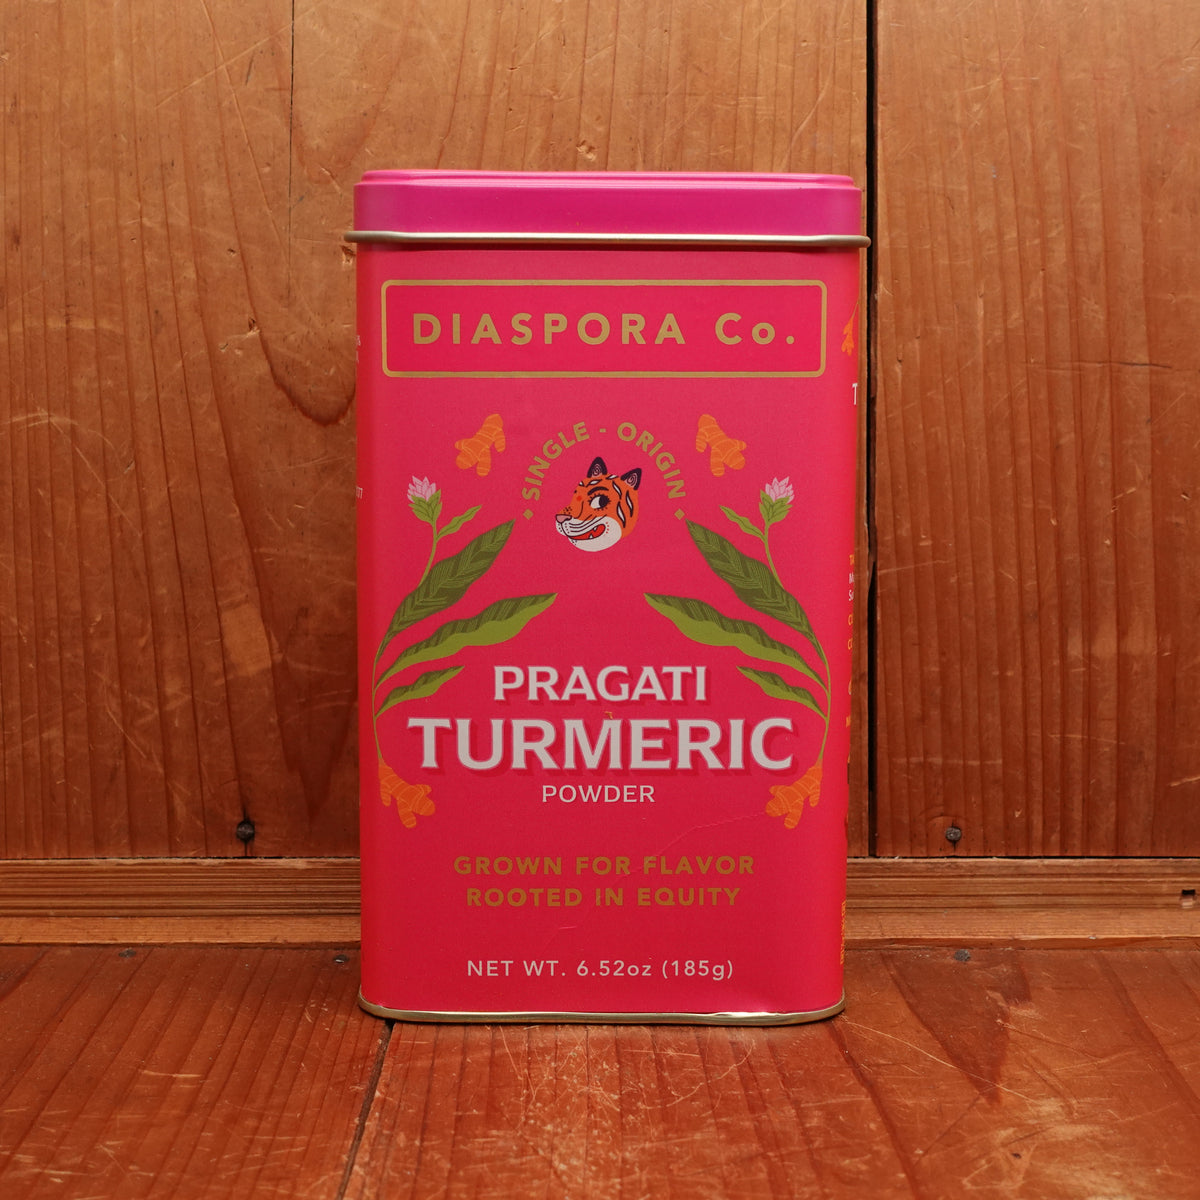 DIASPORA Co.
SINGLE - ORIGIN
PRAGATI
TURMERIC
POWDER
GROWN FOR FLAVOR
ROOTED IN EQUITY
NET WT. 6.52oz (185g)